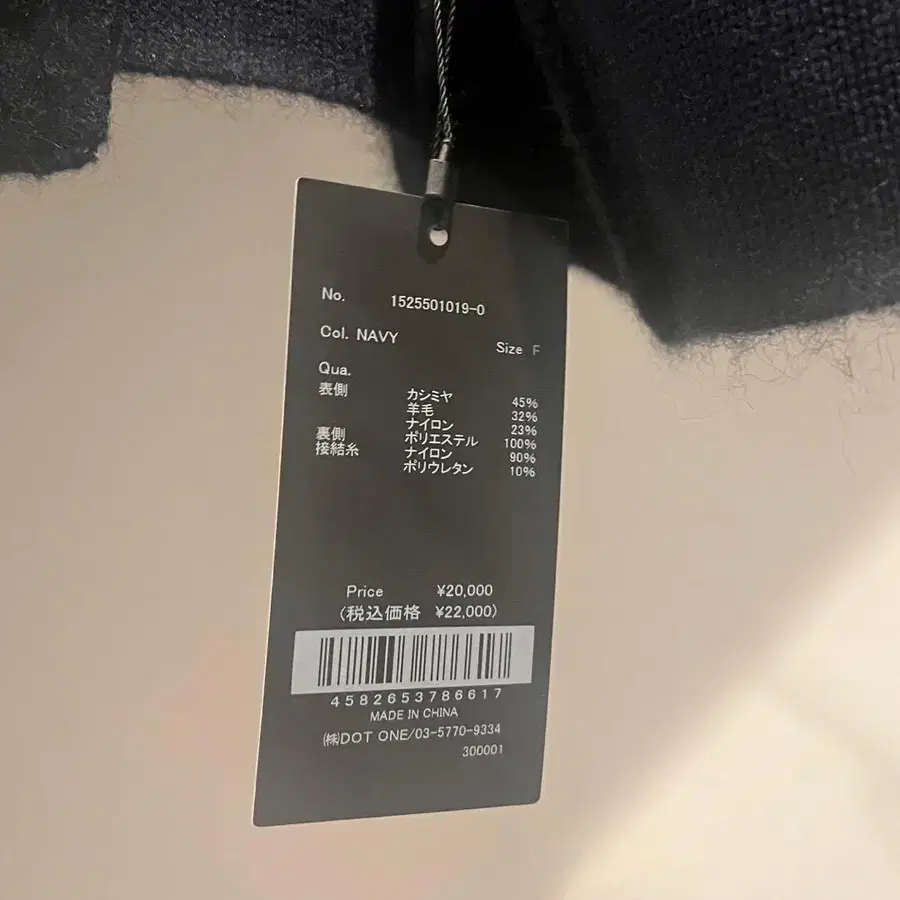 No. 1525501019-0
Col. NAVY
Size F
Qua.
表側 カシミヤ 45%
羊毛 32%
ナイロン 23%
裏側 ポリエステル 100%
接結糸 ナイロン 90%
ポリウレタン 10%
Price ¥20,000
(税込価格 ¥22,000)
4582653786617
MADE IN CHINA
㈱DOT ONE/03-5770-9334
300001